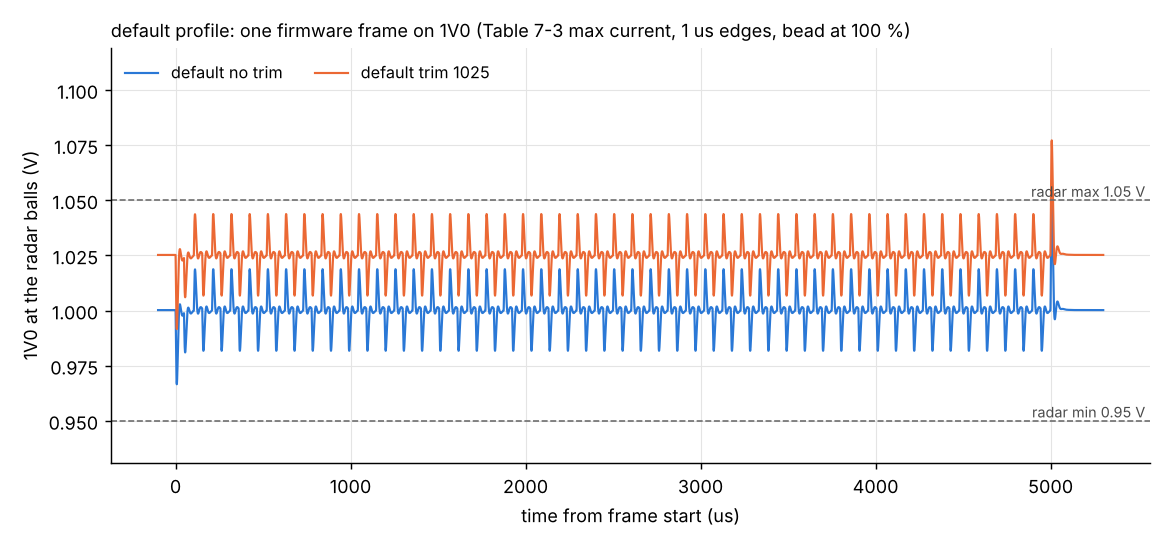 default profile: one firmware frame on 1V0 (Table 7-3 max current, 1 us edges, bead at 100 %)
default no trim
default trim 1025
1V0 at the radar balls (V)
1.100
1.075
1.050
1.025
1.000
0.975
0.950
radar max 1.05 V
radar min 0.95 V
0
1000
2000
3000
4000
5000
time from frame start (us)